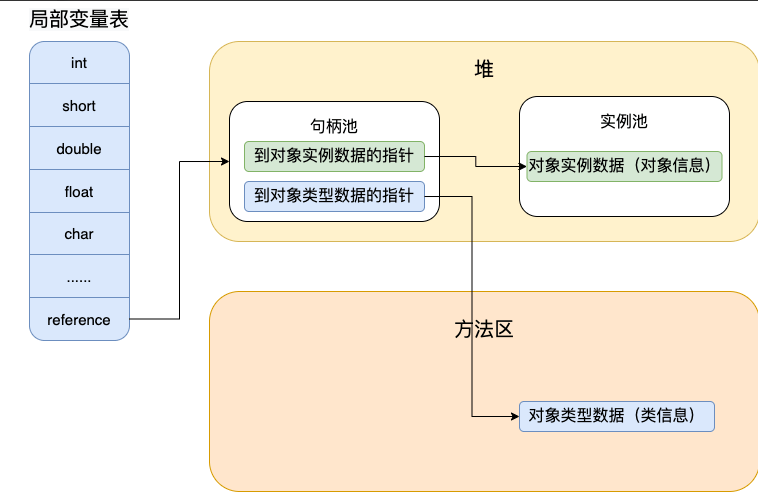 局部变量表
int
short
double
float
char
......
reference
堆
句柄池
到对象实例数据的指针
到对象类型数据的指针
实例池
对象实例数据（对象信息）
方法区
对象类型数据（类信息）